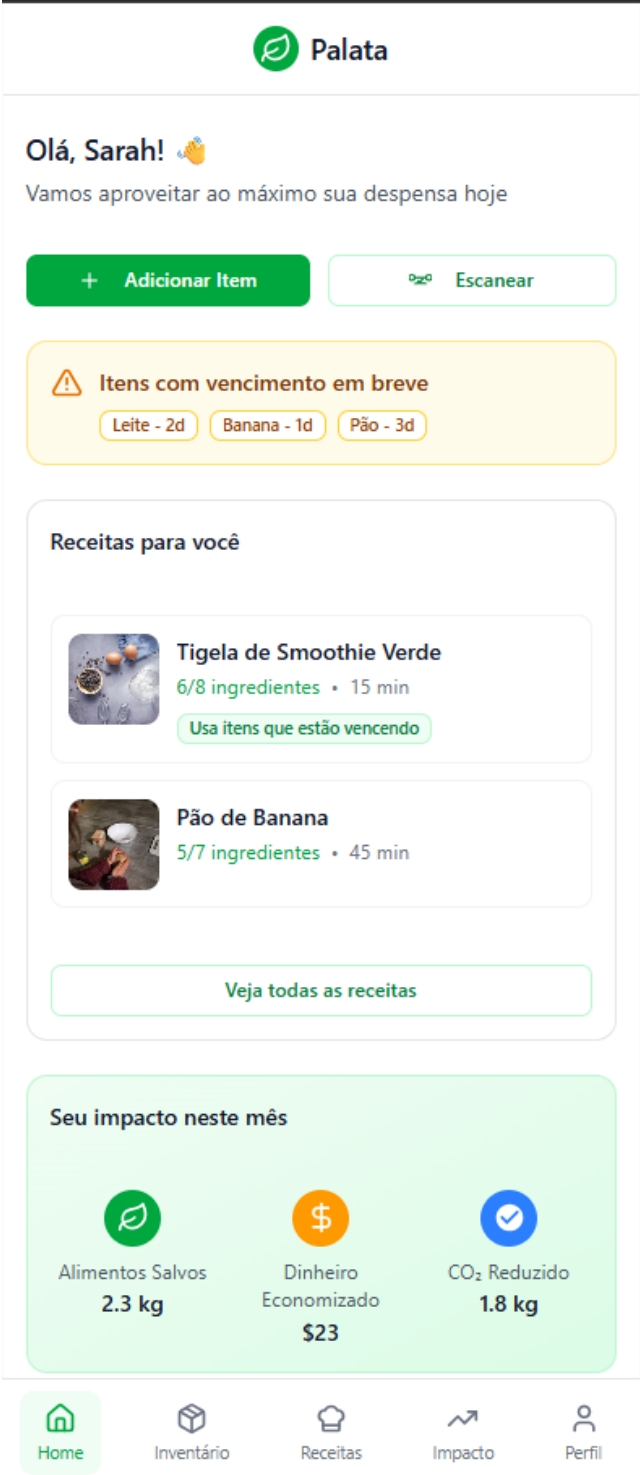 Palata
Olá, Sarah! 👋
Vamos aproveitar ao máximo sua despensa hoje
+ Adicionar Item
Escanear
Itens com vencimento em breve
Leite - 2d
Banana - 1d
Pão - 3d
Receitas para você
Tigela de Smoothie Verde
6/8 ingredientes • 15 min
Usa itens que estão vencendo
Pão de Banana
5/7 ingredientes • 45 min
Veja todas as receitas
Seu impacto neste mês
Alimentos Salvos
2.3 kg
Dinheiro
Economizado
$23
CO₂ Reduzido
1.8 kg
Home
Inventário
Receitas
Impacto
Perfil